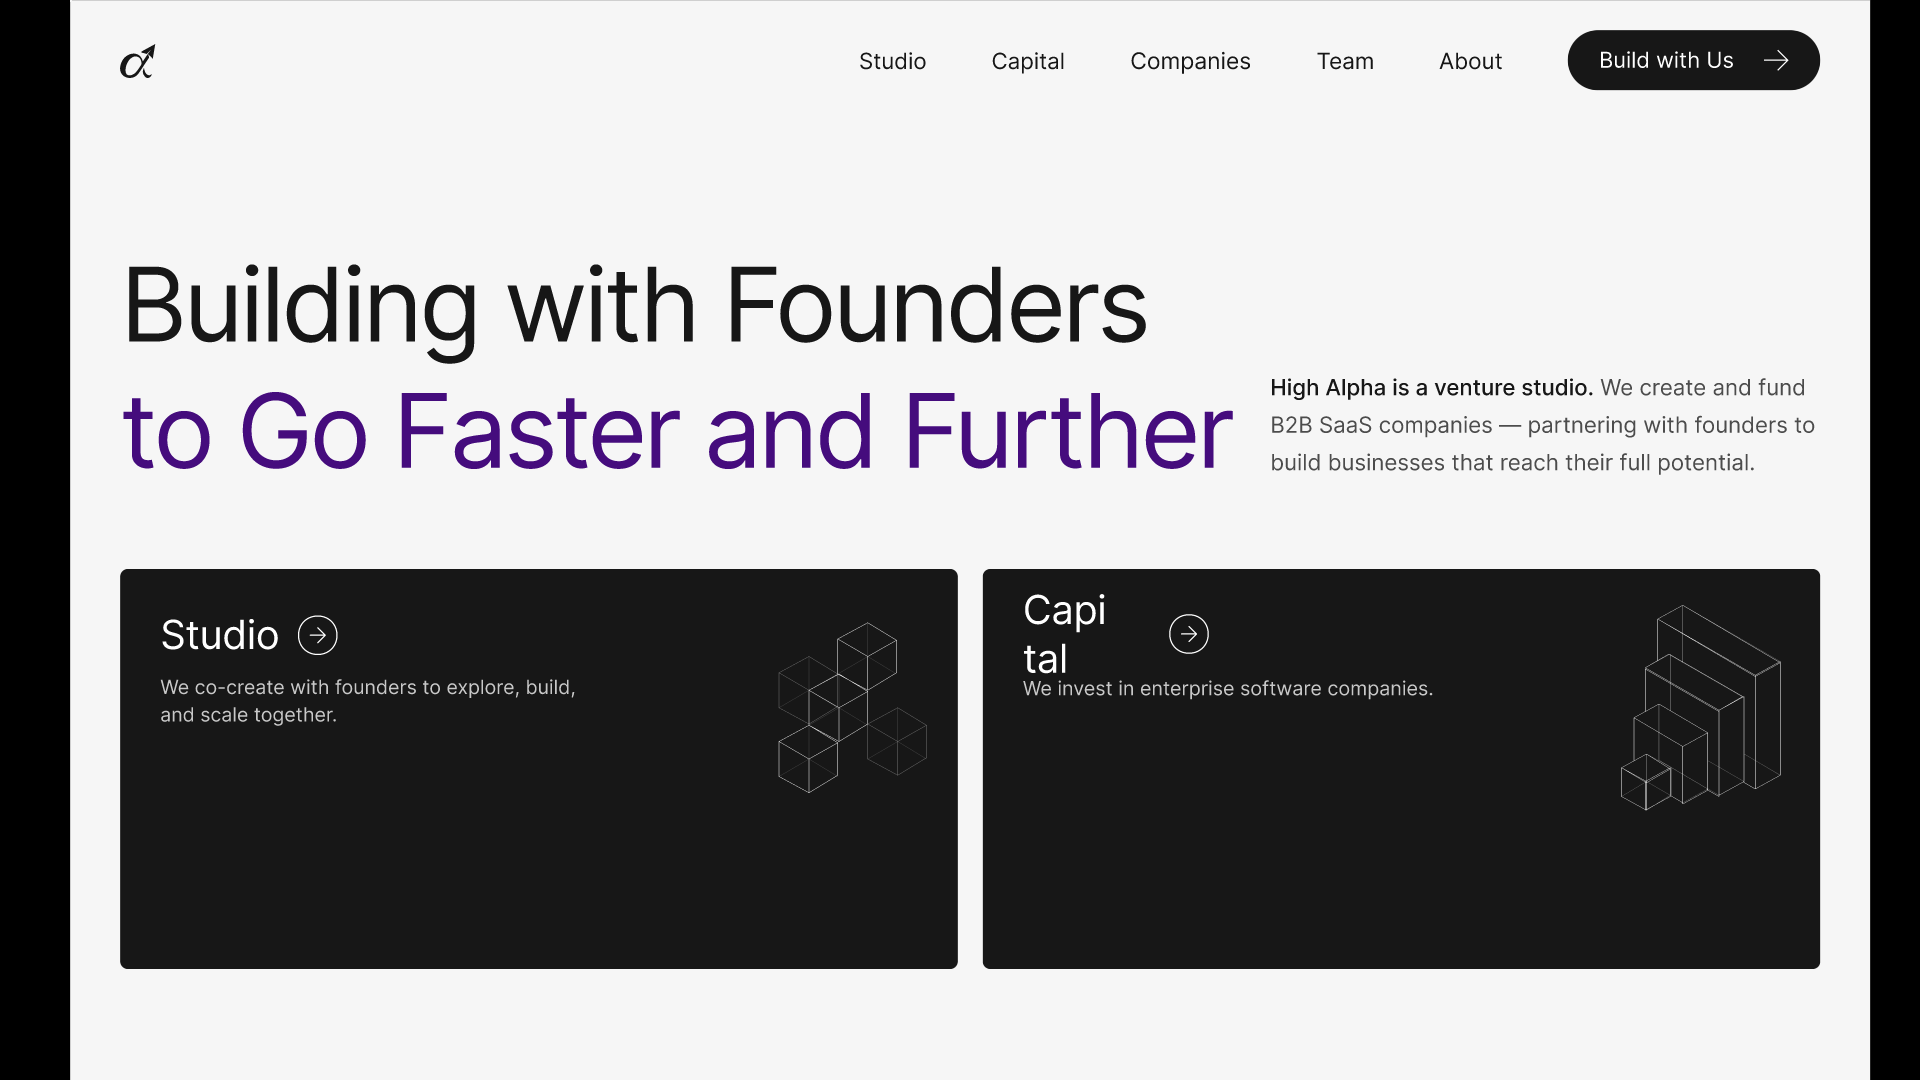 α
Studio
Capital
Companies
Team
About
Build with Us
Building with Founders
to Go Faster and Further
High Alpha is a venture studio. We create and fund
B2B SaaS companies — partnering with founders to
build businesses that reach their full potential.
Studio
We co-create with founders to explore, build,
and scale together.
Capi
tal
We invest in enterprise software companies.